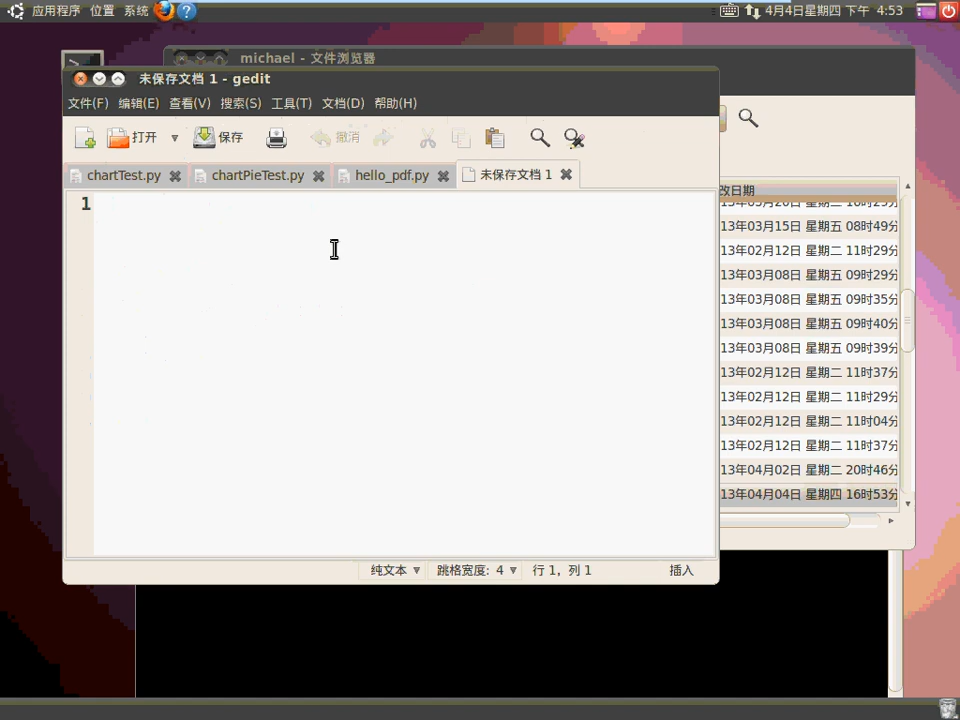 应用程序 位置 系统
4月4日星期四 下午 4:53
michael - 文件浏览器
未保存文档 1 - gedit
文件(F) 编辑(E) 查看(V) 搜索(S) 工具(T) 文档(D) 帮助(H)
打开 保存 撤消
chartTest.py chartPieTest.py hello_pdf.py 未保存文档 1
改日期
1
13年03月15日 星期五 08时49分
13年02月12日 星期二 11时29分
13年03月08日 星期五 09时29分
13年03月08日 星期五 09时35分
13年03月08日 星期五 09时40分
13年03月08日 星期五 09时39分
13年02月12日 星期二 11时37分
13年02月12日 星期二 11时29分
13年02月12日 星期二 11时04分
13年02月12日 星期二 11时37分
13年04月02日 星期二 20时46分
13年04月04日 星期四 16时53分
纯文本 跳格宽度: 4 行 1，列 1 插入